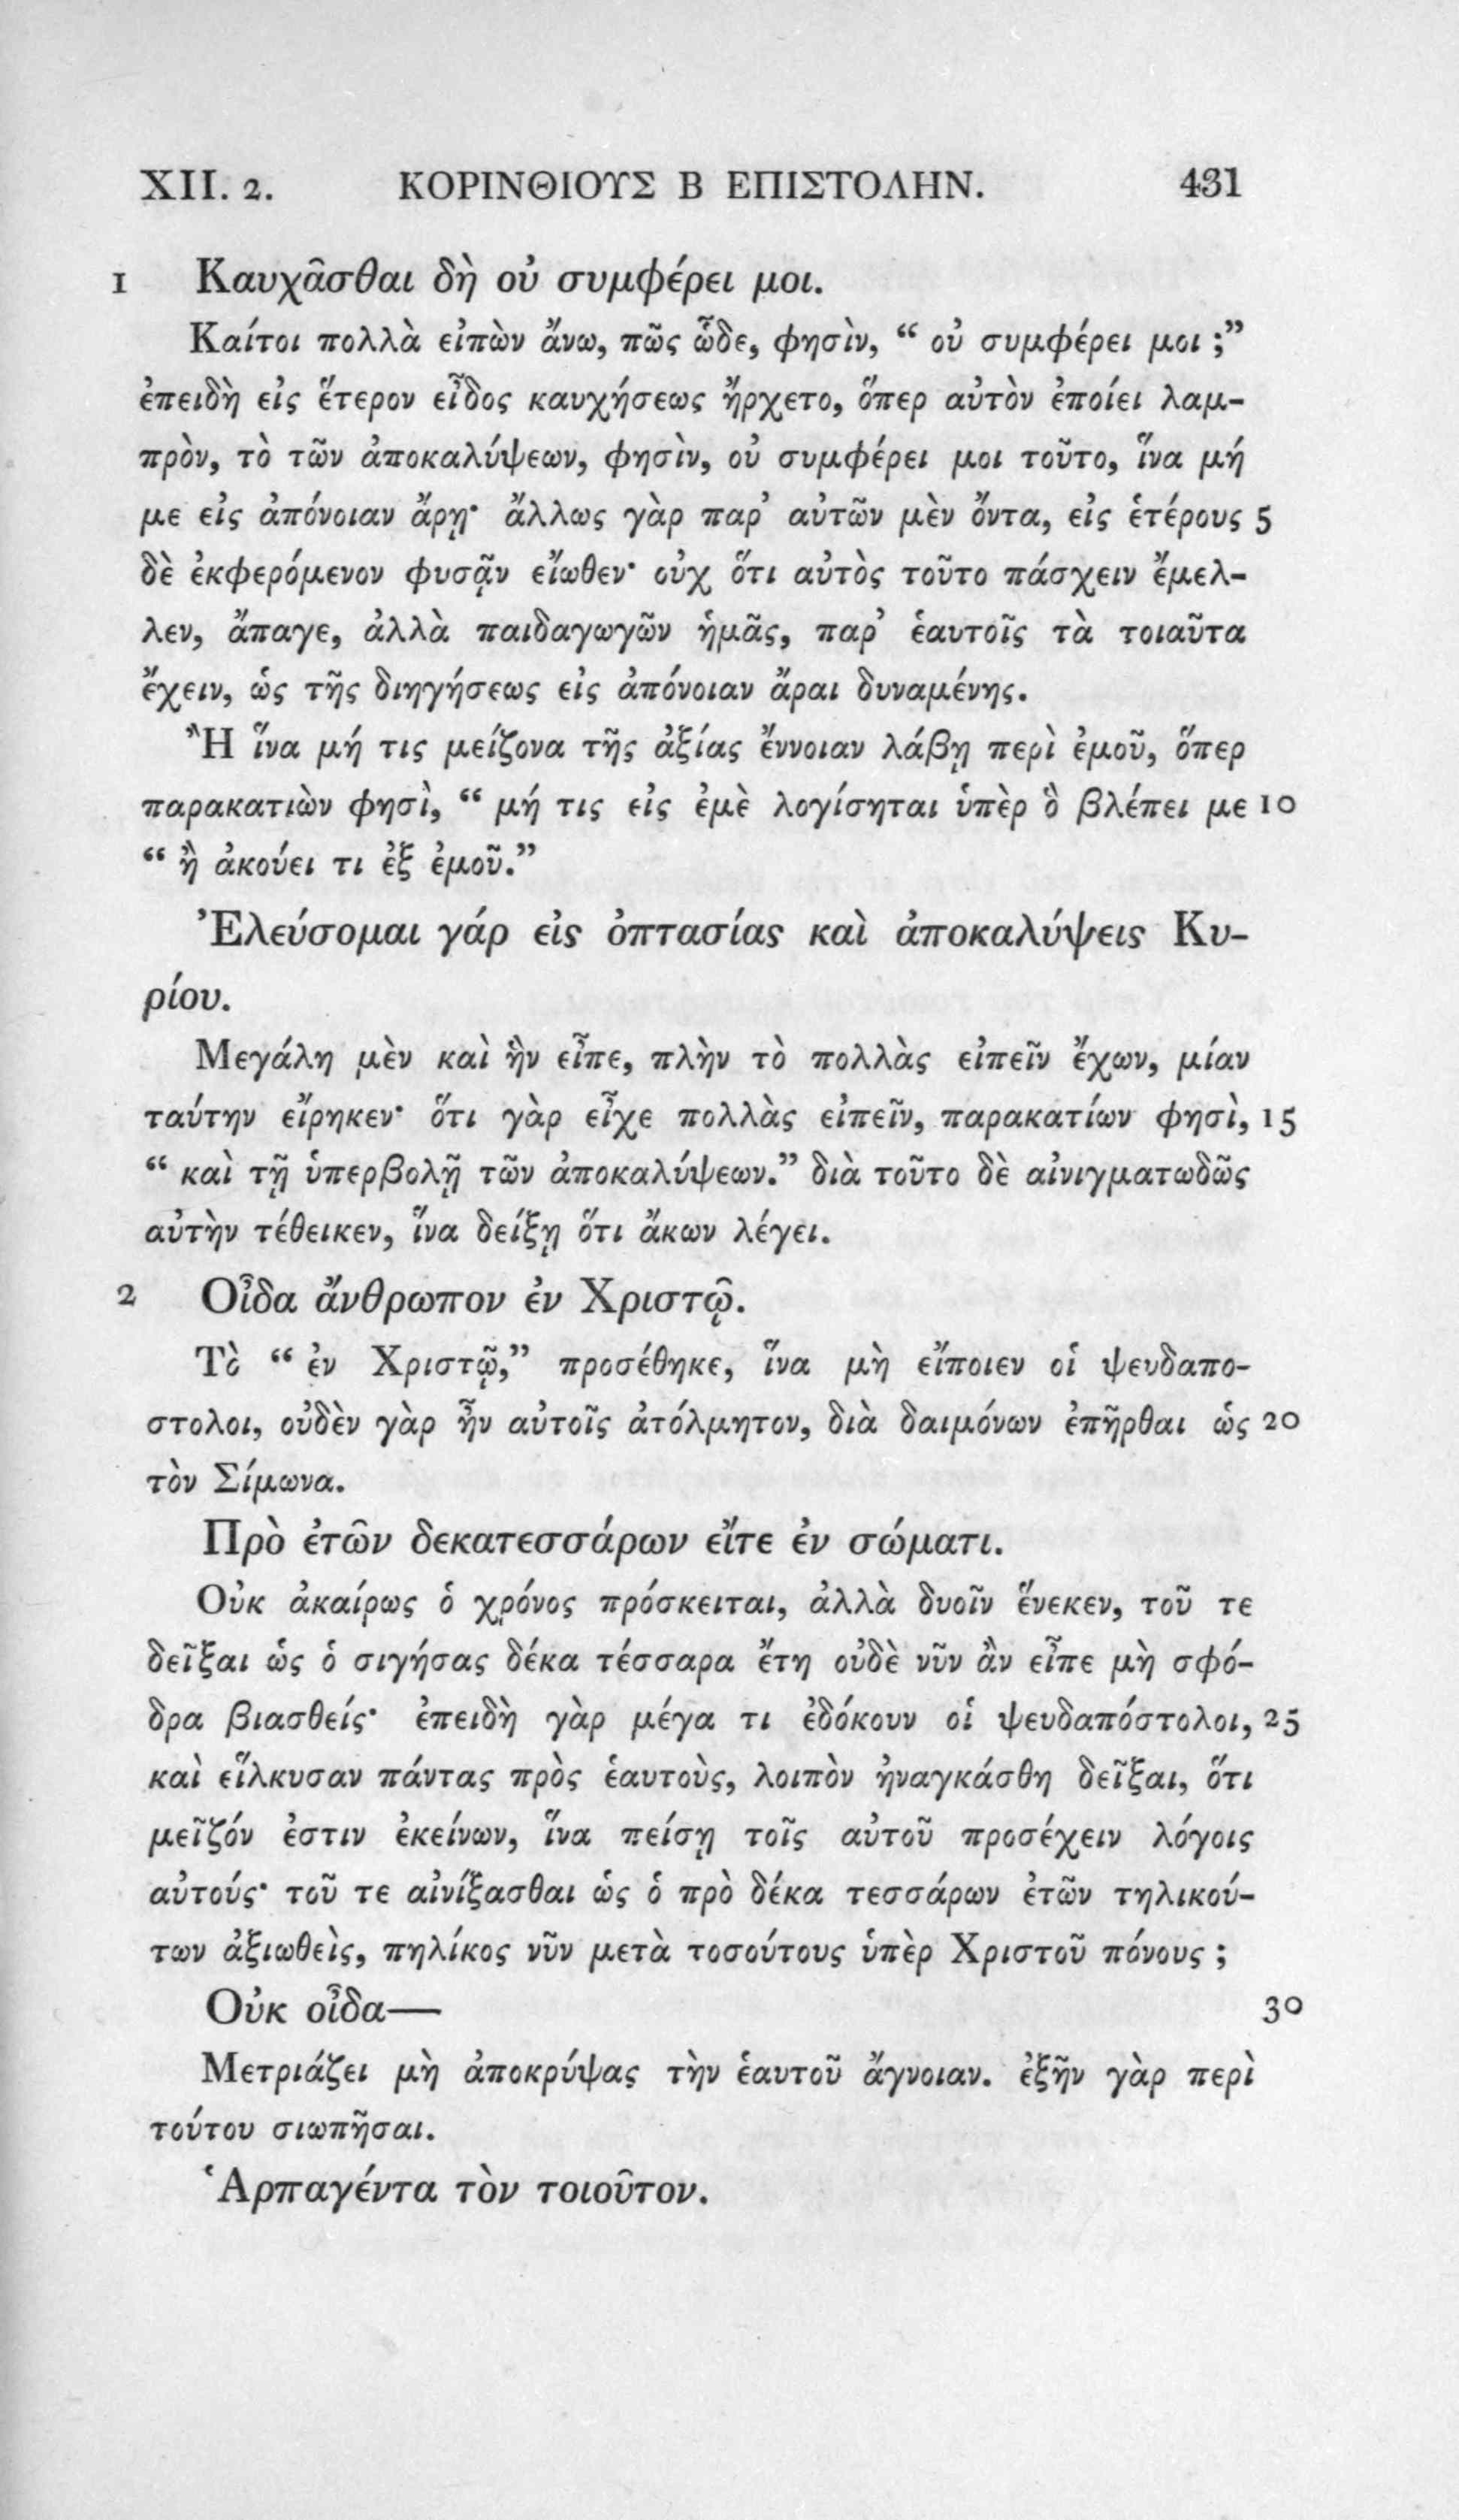 XII. 2. ΚΟΡΙΝΘΙΟΥΣ Β ΕΠΙΣΤΟΛΗΝ. 431
1 Καυχᾶσθαι δὴ οὐ συμφέρει μοι.
Καίτοι πολλὰ εἰπὼν ἄνω, πῶς ὧδε, φησὶν, “ οὐ συμφέρει μοι ;”
ἐπειδὴ εἰς ἕτερον εἶδος καυχήσεως ἤρχετο, ὅπερ αὐτὸν ἐποίει λαμ-
πρὸν, τὸ τῶν ἀποκαλύψεων, φησὶν, οὐ συμφέρει μοι τοῦτο, ἵνα μή
με εἰς ἀπόνοιαν ἄρῃ· ἄλλως γὰρ παρ’ αὐτῶν μὲν ὄντα, εἰς ἑτέρους 5
δὲ ἐκφερόμενον φυσᾷν εἴωθεν· οὐχ ὅτι αὐτὸς τοῦτο πάσχειν ἔμελ-
λεν, ἄπαγε, ἀλλὰ παιδαγωγῶν ἡμᾶς, παρ’ ἑαυτοῖς τὰ τοιαῦτα
ἔχειν, ὡς τῆς διηγήσεως εἰς ἀπόνοιαν ἄραι δυναμένης.
Ἢ ἵνα μή τις μείζονα τῆς ἀξίας ἔννοιαν λάβῃ περὶ ἐμοῦ, ὅπερ
παρακατιὼν φησὶ, “ μή τις εἰς ἐμὲ λογίσηται ὑπὲρ ὃ βλέπει με 10
“ ἢ ἀκούει τι ἐξ ἐμοῦ.”
Ἐλεύσομαι γάρ εἰς ὀπτασίας καὶ ἀποκαλύψεις Κυ-
ρίου.
Μεγάλη μὲν καὶ ἣν εἶπε, πλὴν τὸ πολλὰς εἰπεῖν ἔχων, μίαν
ταύτην εἴρηκεν· ὅτι γὰρ εἶχε πολλὰς εἰπεῖν, παρακατίων φησὶ, 15
“ καὶ τῇ ὑπερβολῇ τῶν ἀποκαλύψεων.” διὰ τοῦτο δὲ αἰνιγματωδῶς
αὐτὴν τέθεικεν, ἵνα δείξῃ ὅτι ἄκων λέγει.
2 Οἶδα ἄνθρωπον ἐν Χριστῷ.
Τὸ “ ἐν Χριστῷ,” προσέθηκε, ἵνα μὴ εἴποιεν οἱ ψευδαπο-
στολοι, οὐδὲν γὰρ ἦν αὐτοῖς ἀτόλμητον, διὰ δαιμόνων ἐπῆρθαι ὡς 20
τὸν Σίμωνα.
Πρὸ ἐτῶν δεκατεσσάρων εἴτε ἐν σώματι.
Οὐκ ἀκαίρως ὁ χρόνος πρόσκειται, ἀλλὰ δυοῖν ἕνεκεν, τοῦ τε
δεῖξαι ὡς ὁ σιγήσας δέκα τέσσαρα ἔτη οὐδὲ νῦν ἂν εἶπε μὴ σφό-
δρα βιασθείς· ἐπειδὴ γὰρ μέγα τι ἐδόκουν οἱ ψευδαπόστολοι, 25
καὶ εἵλκυσαν πάντας πρὸς ἑαυτοὺς, λοιπὸν ἠναγκάσθη δεῖξαι, ὅτι
μεῖζόν ἐστιν ἐκείνων, ἵνα πείσῃ τοῖς αὐτοῦ προσέχειν λόγοις
αὐτούς· τοῦ τε αἰνίξασθαι ὡς ὁ πρὸ δέκα τεσσάρων ἐτῶν τηλικού-
των ἀξιωθεὶς, πηλίκος νῦν μετὰ τοσούτους ὑπὲρ Χριστοῦ πόνους ;
Οὐκ οἶδα— 30
Μετριάζει μὴ ἀποκρύψας τὴν ἑαυτοῦ ἄγνοιαν. ἐξῆν γὰρ περὶ
τούτου σιωπῆσαι.
Ἁρπαγέντα τὸν τοιοῦτον.